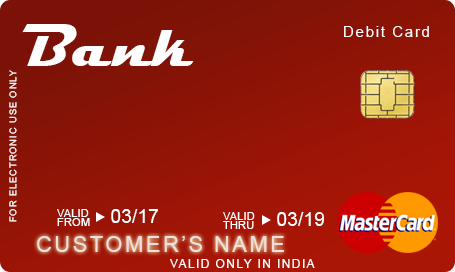 Bank
Debit Card
FOR ELECTRONIC USE ONLY
VALID FROM 03/17
VALID THRU 03/19
MasterCard
CUSTOMER'S NAME
VALID ONLY IN INDIA